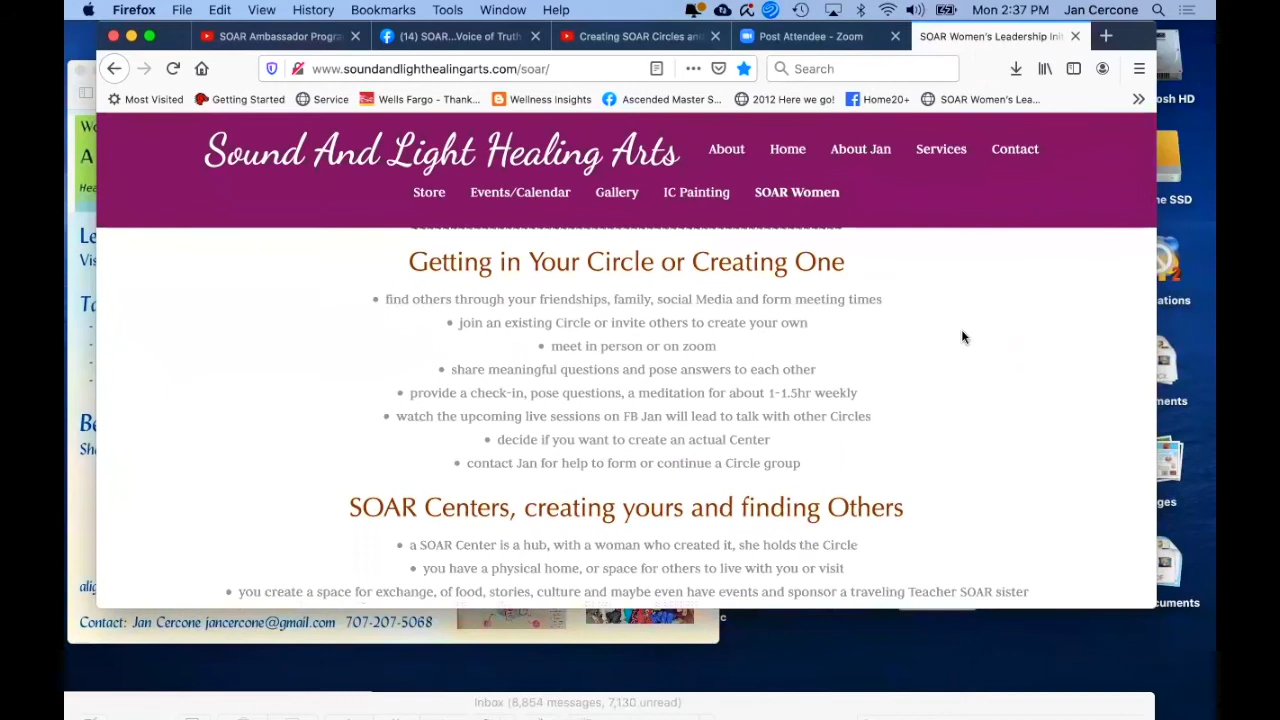 Firefox File Edit View History Bookmarks Tools Window Help Mon 2:37 PM Jan Cercone
SOAR Ambassador Progra
(14) SOAR...Voice of Truth
Creating SOAR Circles an
Post Attendee - Zoom
SOAR Women's Leadership Ini
www.soundandlighthealingarts.com/soar/
Search
Most Visited Getting Started Service Wells Fargo - Thank... Wellness Insights Ascended Master S... 2012 Here we go! Home20+ SOAR Women's Lea...
Sound And Light Healing Arts
About Home About Jan Services Contact
Store Events/Calendar Gallery IC Painting SOAR Women
Getting in Your Circle or Creating One
• find others through your friendships, family, social Media and form meeting times
• join an existing Circle or invite others to create your own
• meet in person or on zoom
• share meaningful questions and pose answers to each other
• provide a check-in, pose questions, a meditation for about 1-1.5hr weekly
• watch the upcoming live sessions on FB Jan will lead to talk with other Circles
• decide if you want to create an actual Center
• contact Jan for help to form or continue a Circle group
SOAR Centers, creating yours and finding Others
• a SOAR Center is a hub, with a woman who created it, she holds the Circle
• you have a physical home, or space for others to live with you or visit
• you create a space for exchange, of food, stories, culture and maybe even have events and sponsor a traveling Teacher SOAR sister
Contact: Jan Cercone jancercone@gmail.com 707-207-5068
Inbox (8,854 messages, 7,130 unread)
osh HD
ne SSD
ations
ments
ges
cuments